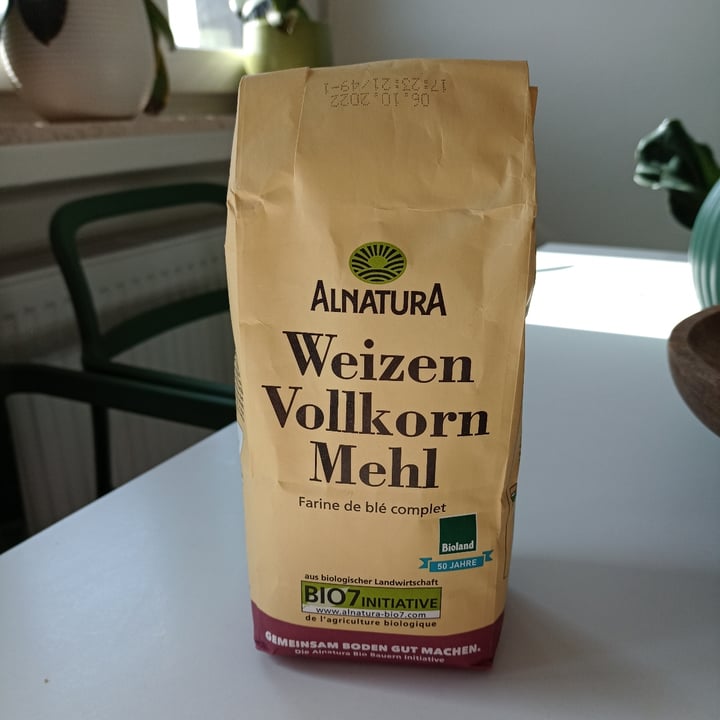 17:23:21/49-1
06.10.2022
ALNATURA
Weizen
Vollkorn
Mehl
Farine de blé complet
Bioland
50 JAHRE
aus biologischer Landwirtschaft
BIO7 INITIATIVE
www.alnatura-bio7.com
de l'agriculture biologique
GEMEINSAM BODEN GUT MACHEN.
Die Alnatura Bio Bauern Initiative